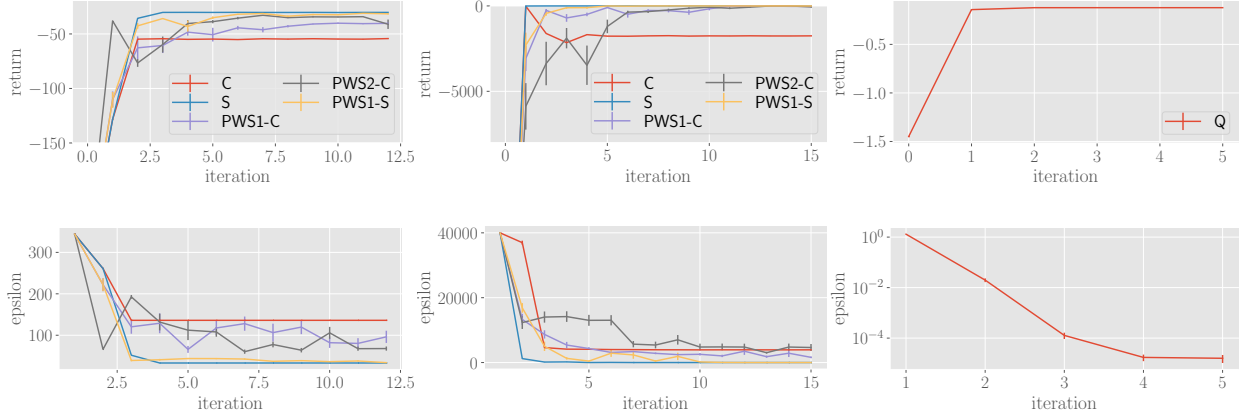 return
−50
−100
−150
C
S
PWS1-C
PWS2-C
PWS1-S
0.0 2.5 5.0 7.5 10.0 12.5
iteration
return
0
−5000
C
S
PWS1-C
PWS2-C
PWS1-S
0 5 10 15
iteration
return
−0.5
−1.0
−1.5
Q
0 1 2 3 4 5
iteration
epsilon
300
200
100
2.5 5.0 7.5 10.0 12.5
iteration
epsilon
40000
20000
0
5 10 15
iteration
epsilon
10⁰
10⁻²
10⁻⁴
1 2 3 4 5
iteration